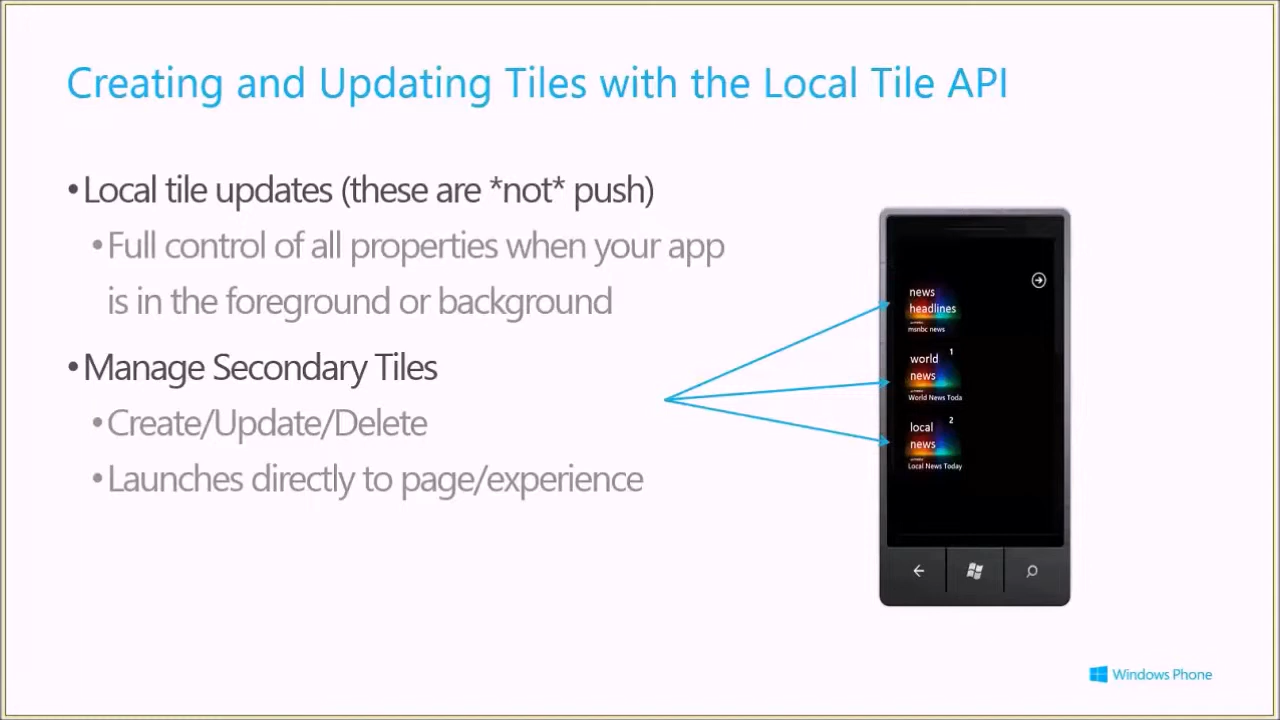 Creating and Updating Tiles with the Local Tile API
•Local tile updates (these are *not* push)
•Full control of all properties when your app
is in the foreground or background
•Manage Secondary Tiles
•Create/Update/Delete
•Launches directly to page/experience
news
headlines
msnbc news
1
world
news
World News Toda
2
local
news
Local News Today
Windows Phone